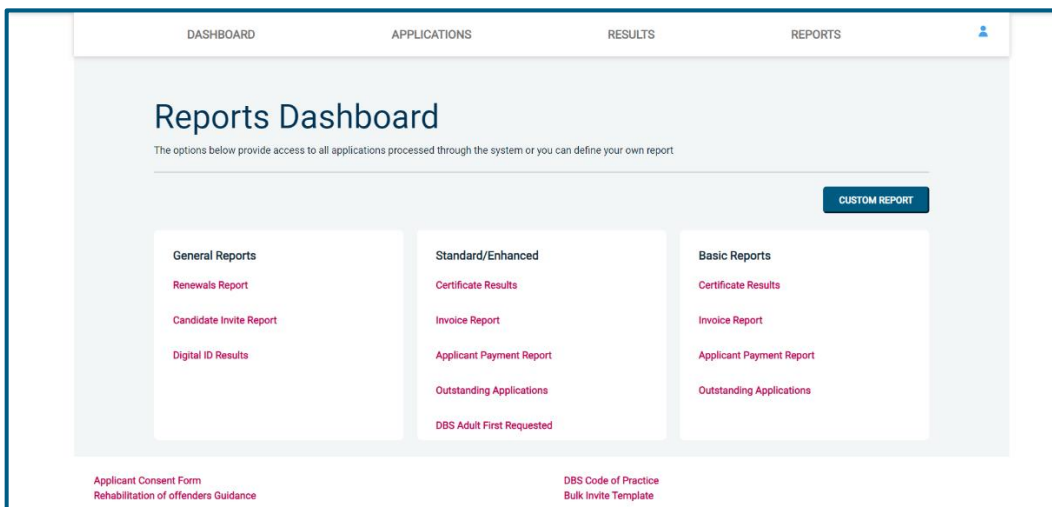 DASHBOARD APPLICATIONS RESULTS REPORTS
Reports Dashboard
The options below provide access to all applications processed through the system or you can define your own report
CUSTOM REPORT
General Reports
Renewals Report
Candidate Invite Report
Digital ID Results
Standard/Enhanced
Certificate Results
Invoice Report
Applicant Payment Report
Outstanding Applications
DBS Adult First Requested
Basic Reports
Certificate Results
Invoice Report
Applicant Payment Report
Outstanding Applications
Applicant Consent Form
Rehabilitation of offenders Guidance
DBS Code of Practice
Bulk Invite Template